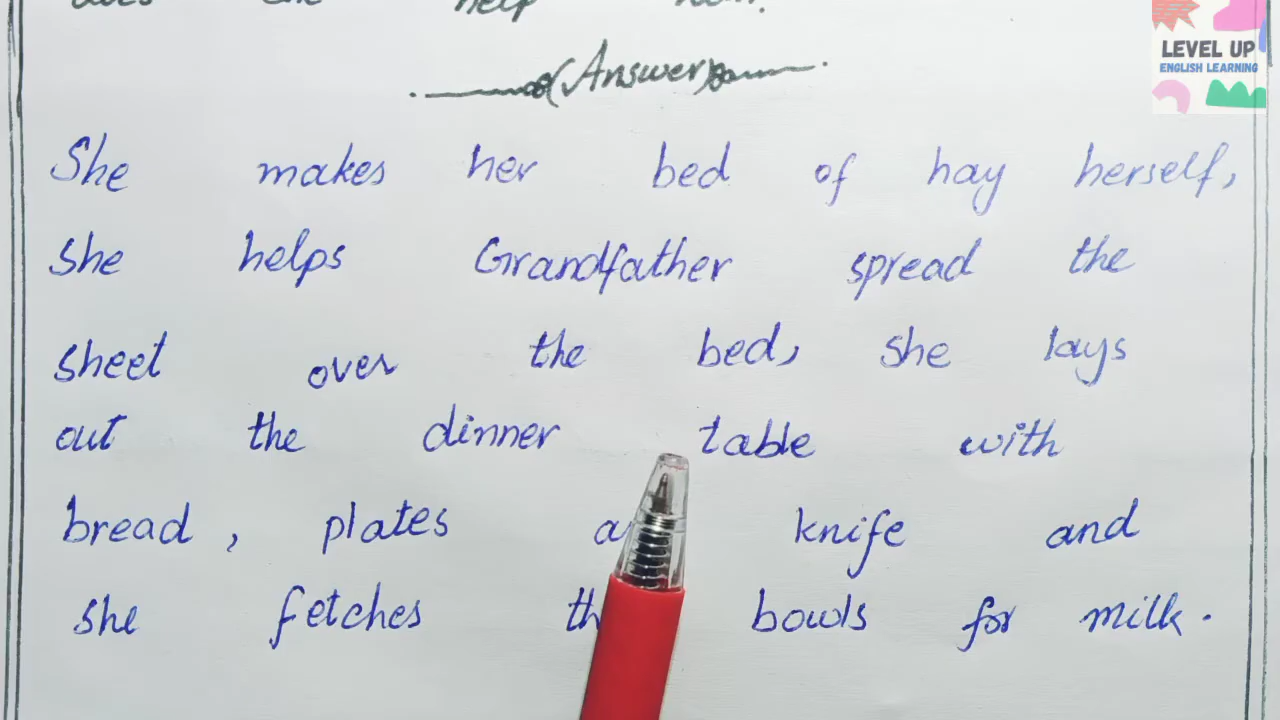 help
LEVEL UP
ENGLISH LEARNING
(Answer)
She makes her bed of hay herself,
she helps Grandfather spread the
sheet over the bed, she lays
out the dinner table with
bread, plates knife and
she fetches bowls for milk.